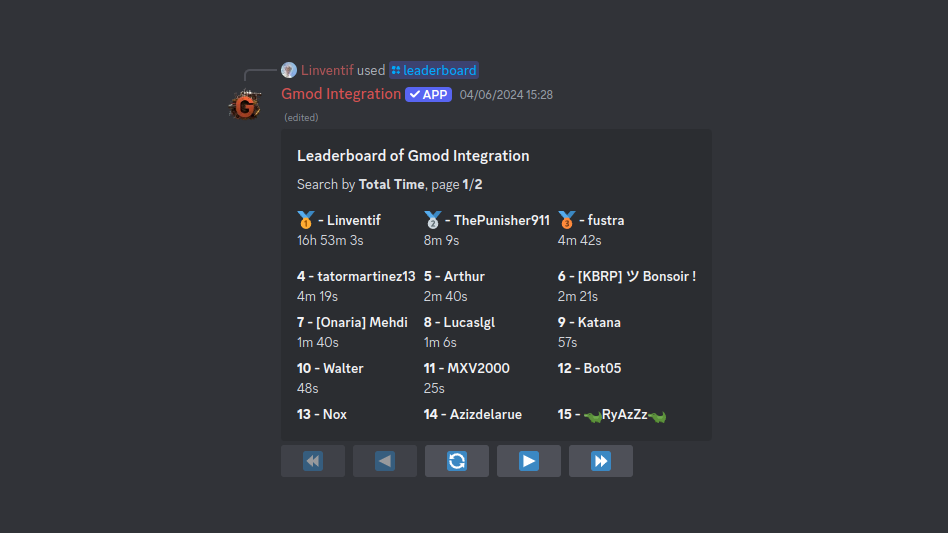 Linventif used leaderboard
Gmod Integration APP 04/06/2024 15:28
(edited)
Leaderboard of Gmod Integration
Search by Total Time, page 1/2
🥇 - Linventif 🥈 - ThePunisher911 🥉 - fustra
16h 53m 3s 8m 9s 4m 42s
4 - tatormartinez13 5 - Arthur 6 - [KBRP] ツ Bonsoir !
4m 19s 2m 40s 2m 21s
7 - [Onaria] Mehdi 8 - Lucaslgl 9 - Katana
1m 40s 1m 6s 57s
10 - Walter 11 - MXV2000 12 - Bot05
48s 25s
13 - Nox 14 - Azizdelarue 15 - 🐊RyAzZz🐊